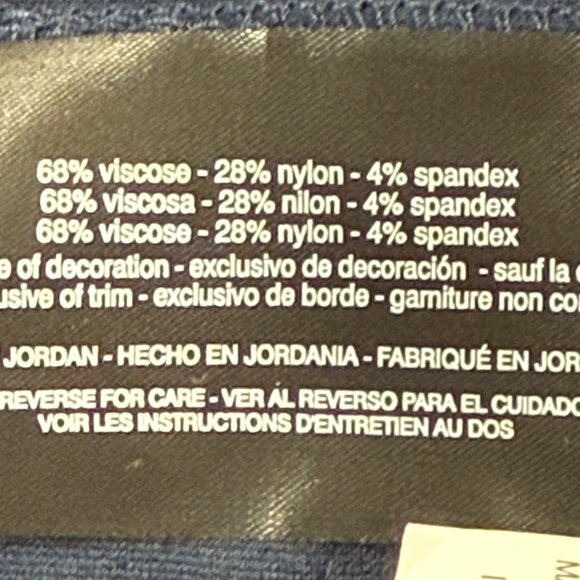 68% viscose - 28% nylon - 4% spandex
68% viscosa - 28% nilon - 4% spandex
68% viscose - 28% nylon - 4% spandex
of decoration - exclusivo de decoración - sauf la
of trim - exclusivo de borde - garniture non
JORDAN - HECHO EN JORDANIA - FABRIQUÉ EN
REVERSE FOR CARE - VER AL REVERSO PARA EL CUIDADO
VOIR LES INSTRUCTIONS D'ENTRETIEN AU DOS